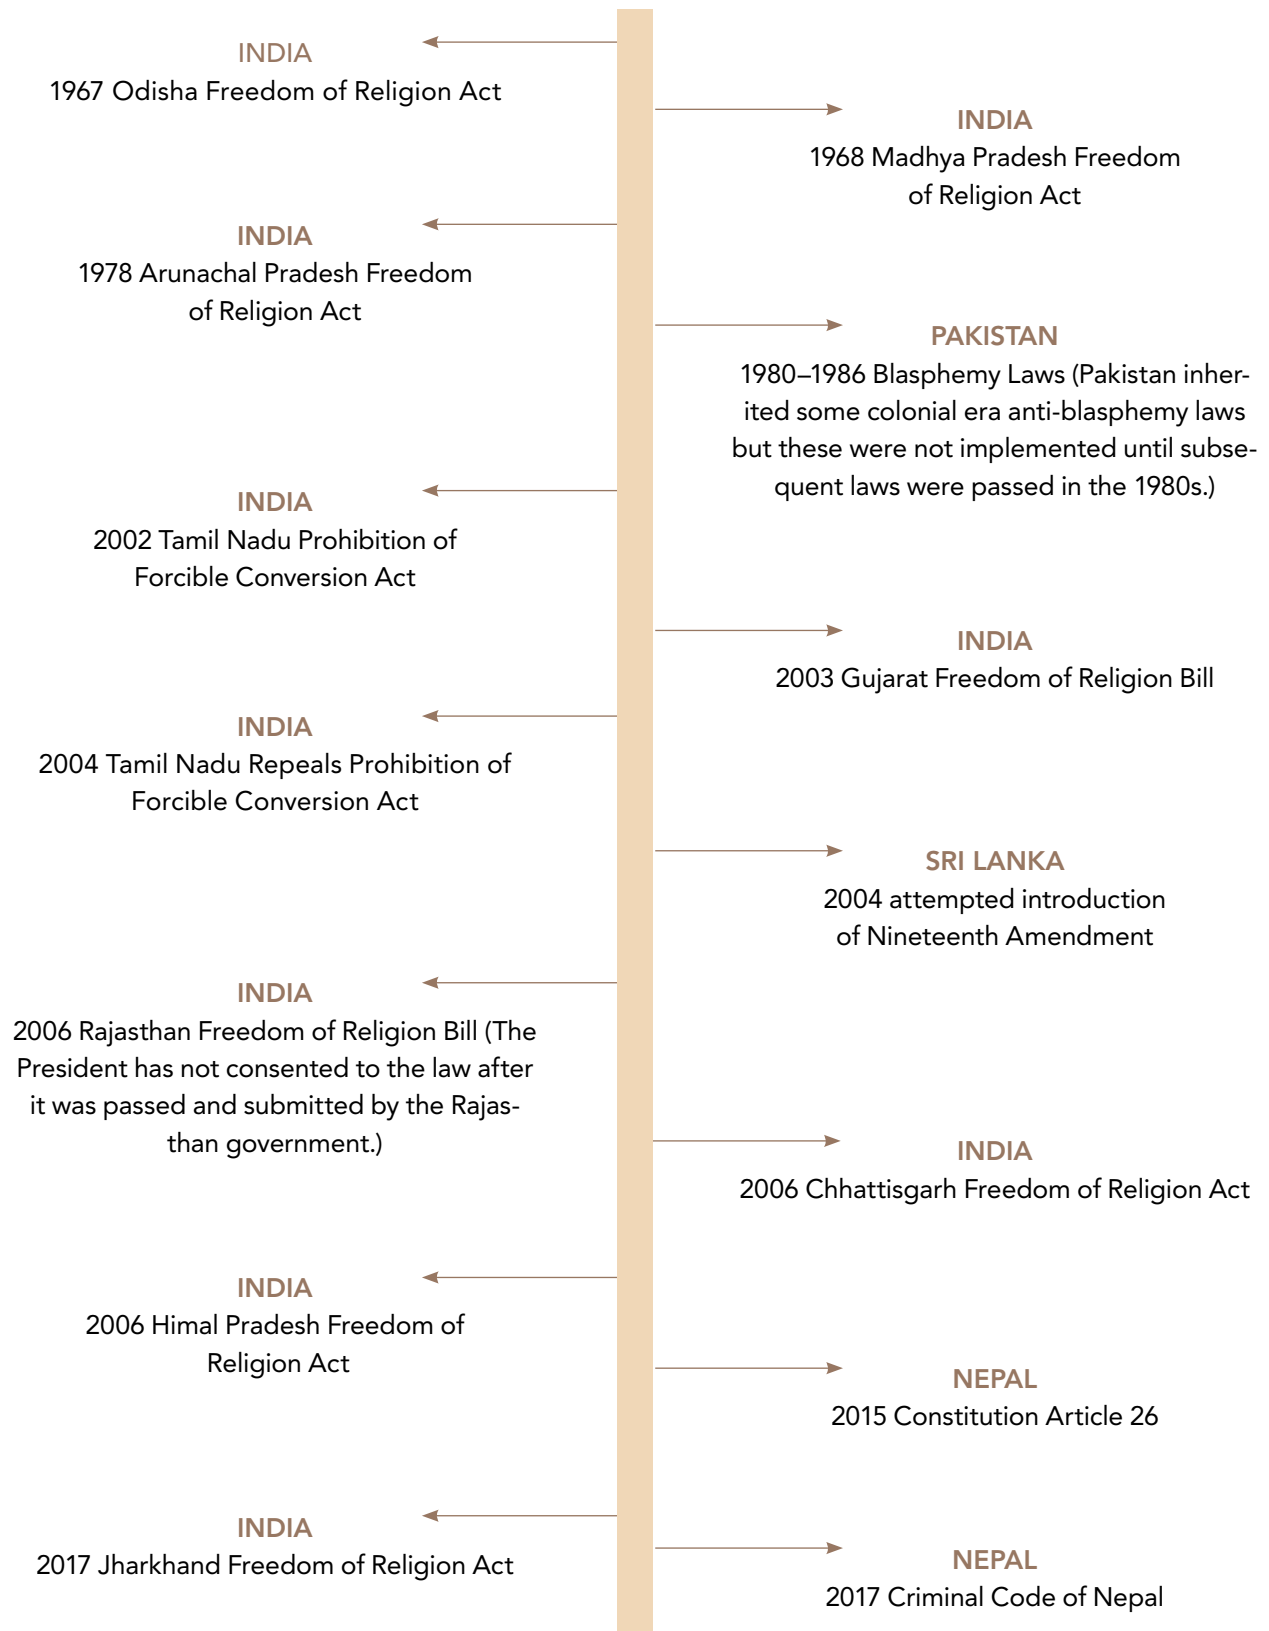 INDIA
1967 Odisha Freedom of Religion Act
INDIA
1968 Madhya Pradesh Freedom
of Religion Act
INDIA
1978 Arunachal Pradesh Freedom
of Religion Act
PAKISTAN
1980–1986 Blasphemy Laws (Pakistan inher-
ited some colonial era anti-blasphemy laws
but these were not implemented until subse-
quent laws were passed in the 1980s.)
INDIA
2002 Tamil Nadu Prohibition of
Forcible Conversion Act
INDIA
2003 Gujarat Freedom of Religion Bill
INDIA
2004 Tamil Nadu Repeals Prohibition of
Forcible Conversion Act
SRI LANKA
2004 attempted introduction
of Nineteenth Amendment
INDIA
2006 Rajasthan Freedom of Religion Bill (The
President has not consented to the law after
it was passed and submitted by the Rajas-
than government.)
INDIA
2006 Chhattisgarh Freedom of Religion Act
INDIA
2006 Himal Pradesh Freedom of
Religion Act
NEPAL
2015 Constitution Article 26
INDIA
2017 Jharkhand Freedom of Religion Act
NEPAL
2017 Criminal Code of Nepal